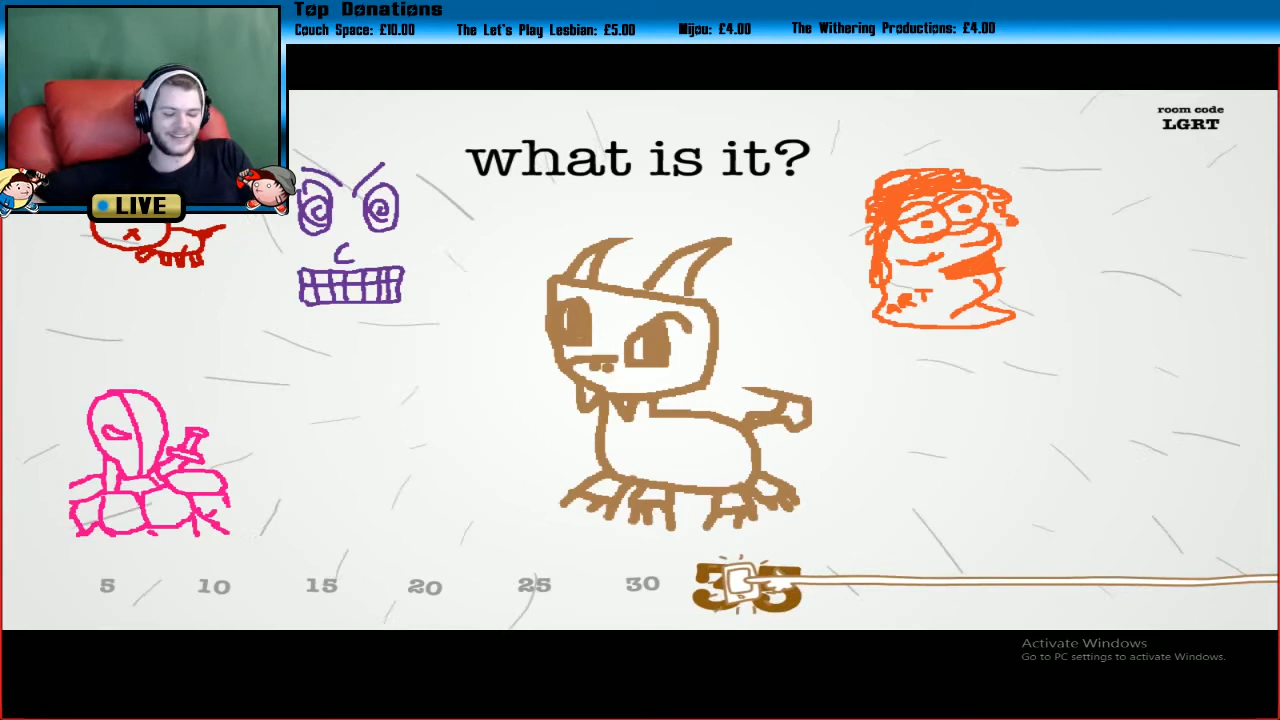 Top Donations
Couch Space: £10.00 The Let's Play Lesbian: £5.00 Mijou: £4.00 The Withering Productions: £4.00
room code
LGRT
what is it?
LIVE
ART
5 10 15 20 25 30 35
Activate Windows
Go to PC settings to activate Windows.